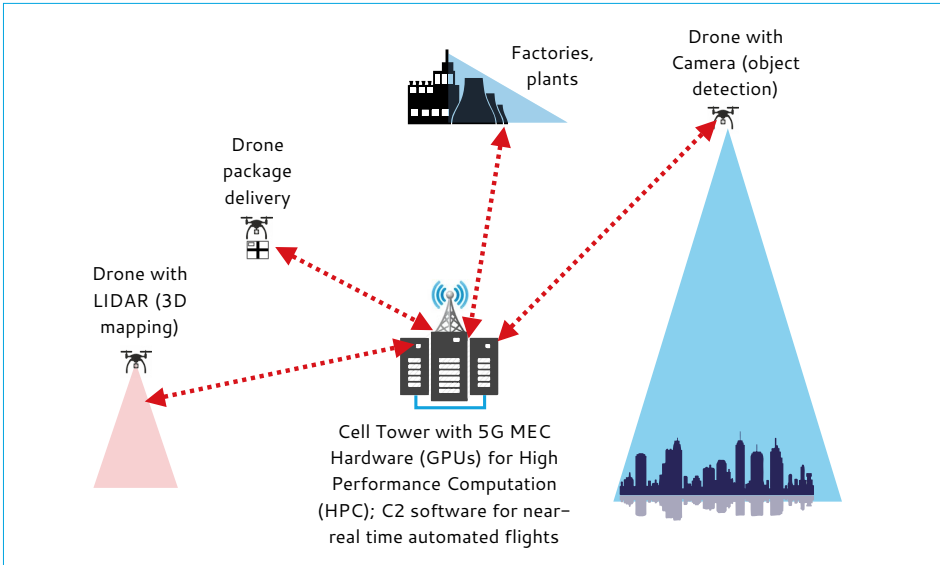 Factories,
plants
Drone with
Camera (object
detection)
Drone
package
delivery
Drone with
LIDAR (3D
mapping)
Cell Tower with 5G MEC
Hardware (GPUs) for High
Performance Computation
(HPC); C2 software for near-
real time automated flights